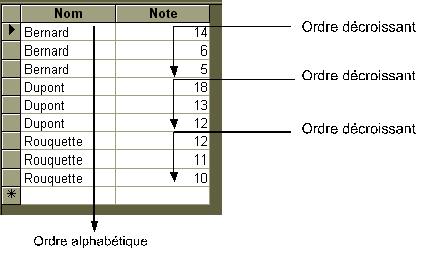 Nom Note
Bernard 14
Bernard 6
Bernard 5
Dupont 18
Dupont 13
Dupont 12
Rouquette 12
Rouquette 11
Rouquette 10
Ordre décroissant
Ordre décroissant
Ordre décroissant
Ordre alphabétique